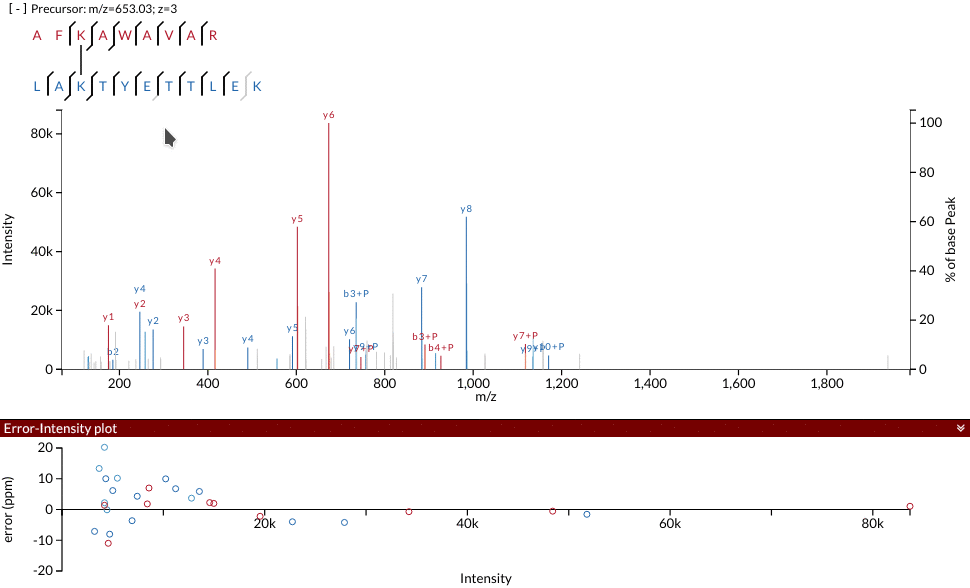 [-] Precursor: m/z=653.03; z=3
A F K A W A V A R
L A K T Y E T T L E K
y6
100
80k
80
60k
y8
60
y5
40k
y4
40
y7
y4
b3+P
y2
20k
y1
y2
y5
y6
b3+P
y7+P
20
y3
y3
y4
b4+P
b2
0
0
200 400 600 800 1,000 1,200 1,400 1,600 1,800
m/z
Intensity
% of base Peak
Error-Intensity plot
20
10
0
-10
-20
20k 40k 60k 80k
error (ppm)
Intensity